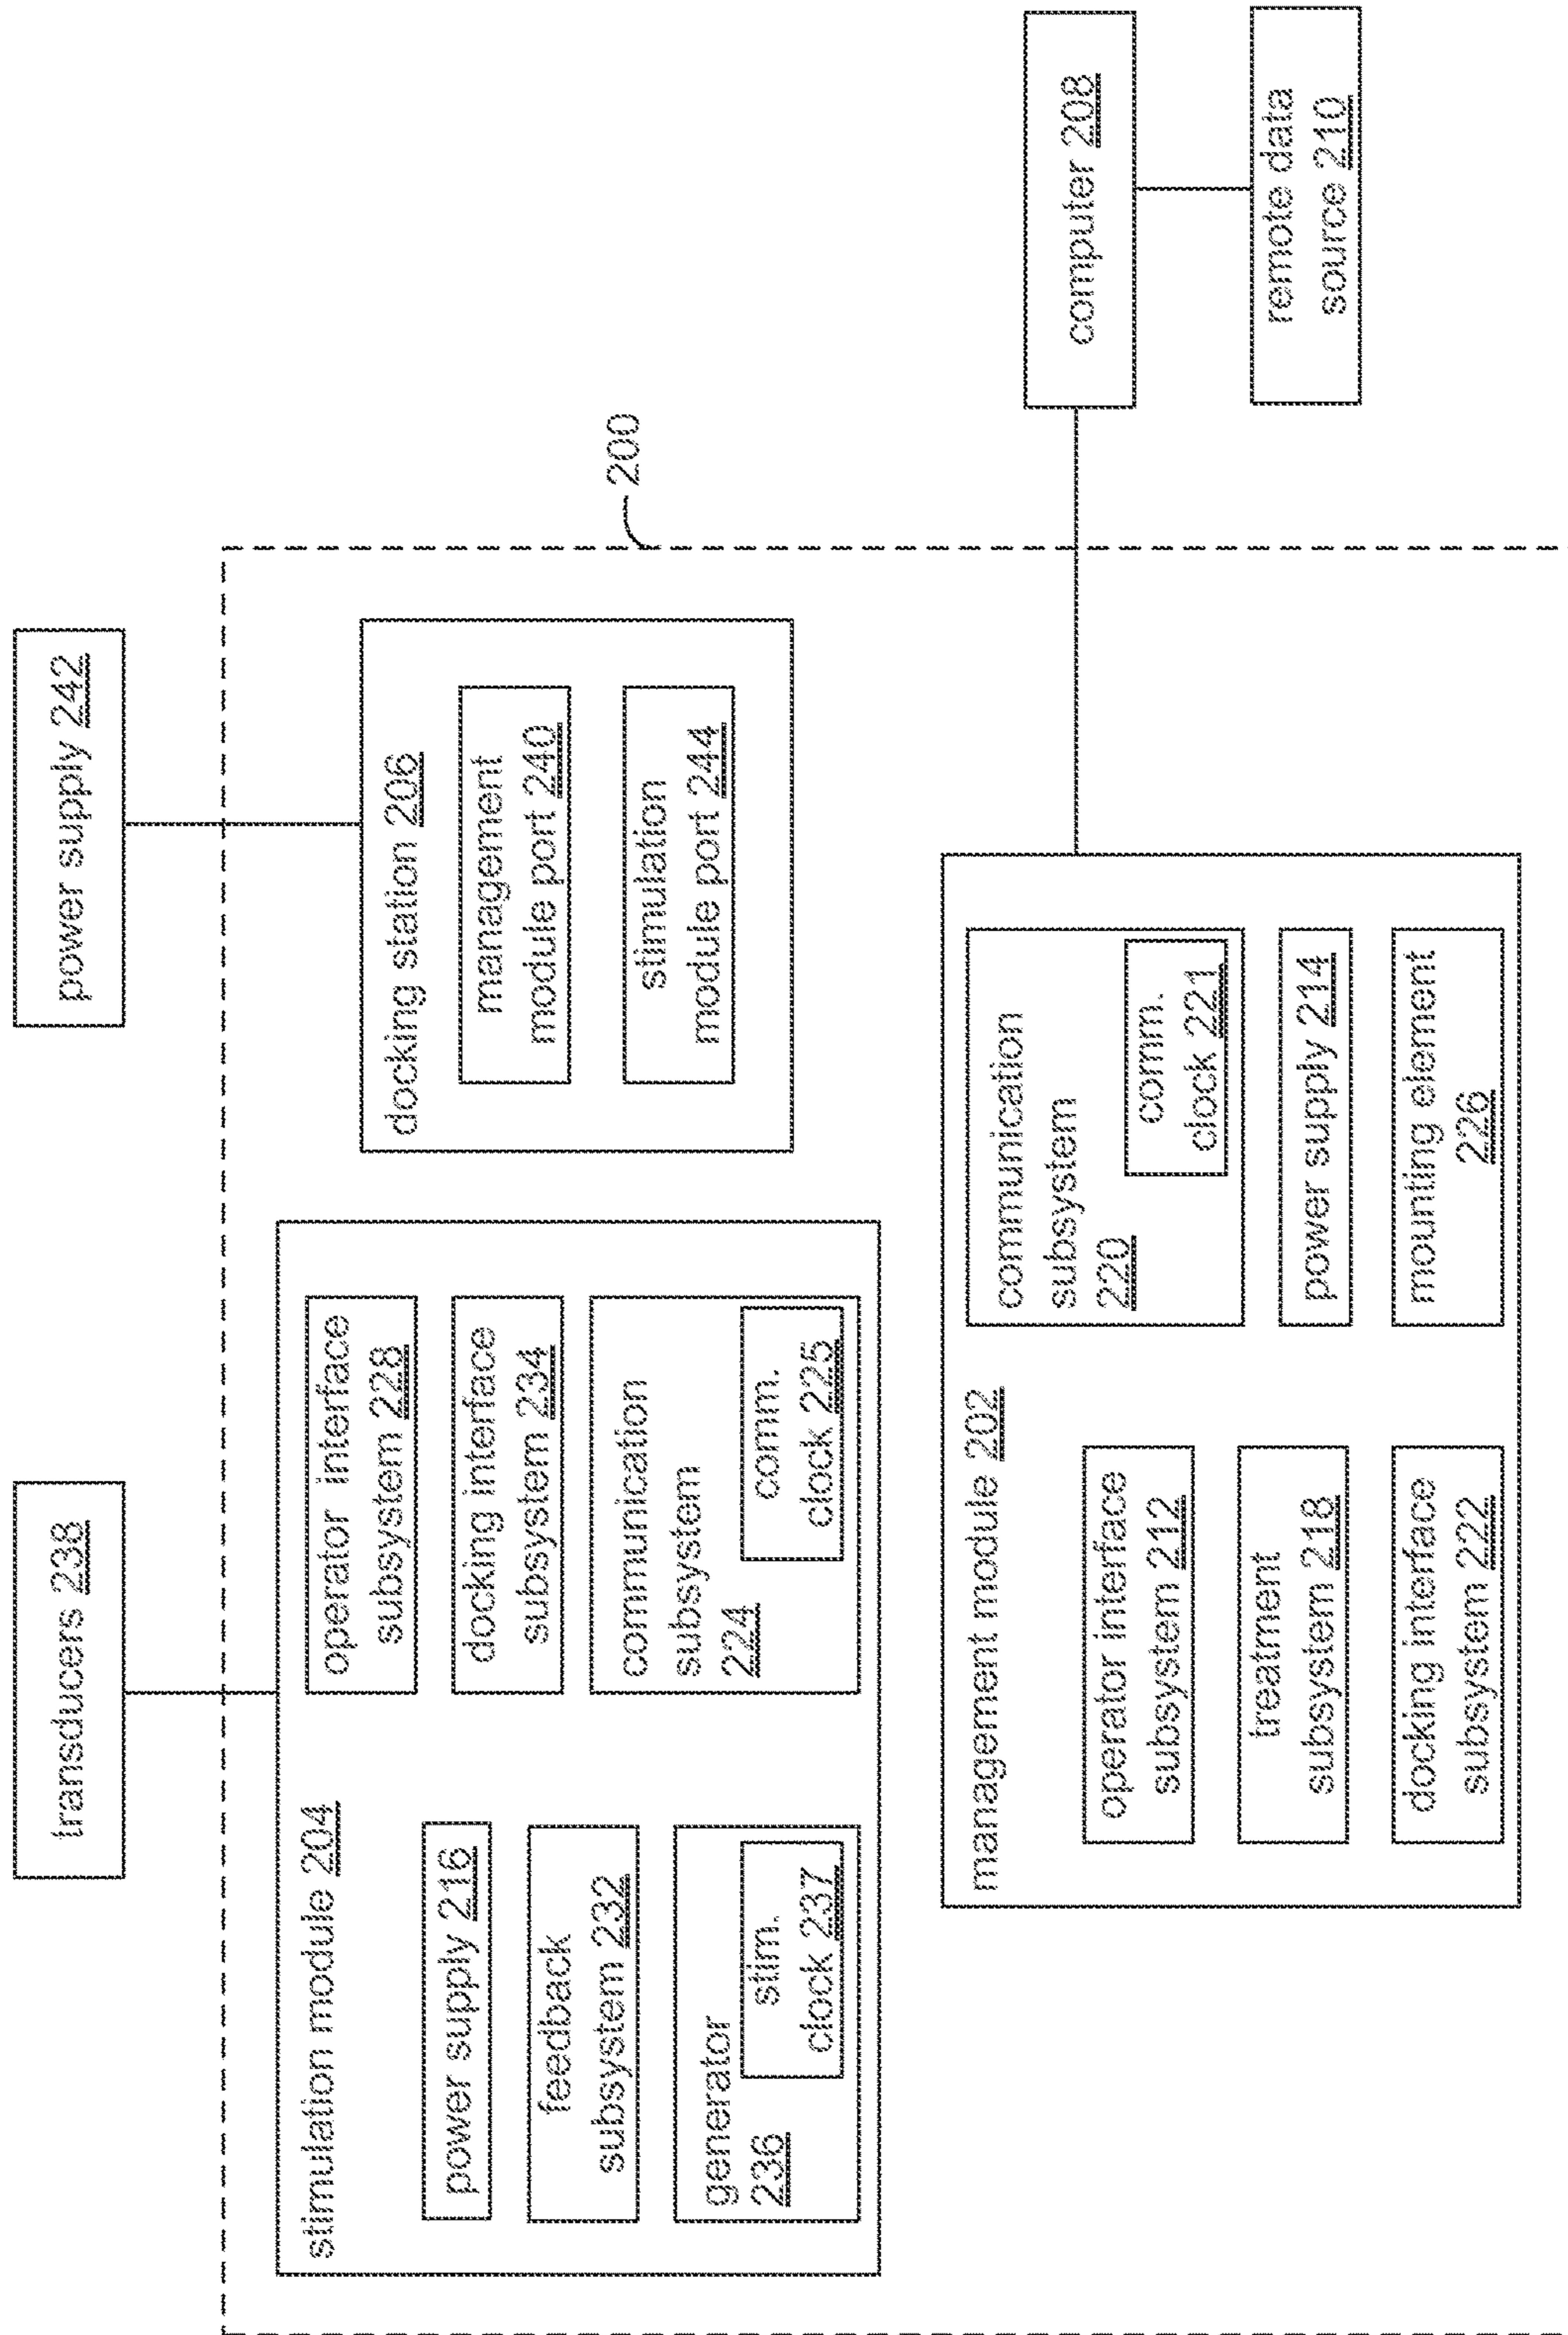 transducers 238
power supply 242
200
stimulation module 204
power supply 216
feedback
subsystem 232
generator
236
stim.
clock 237
operator interface
subsystem 228
docking interface
subsystem 234
communication
subsystem
224
comm.
clock 225
docking station 206
management
module port 240
stimulation
module port 244
management module 202
operator interface
subsystem 212
treatment
subsystem 218
docking interface
subsystem 222
communication
subsystem
220
comm.
clock 221
power supply 214
mounting element
226
computer 208
remote data
source 210